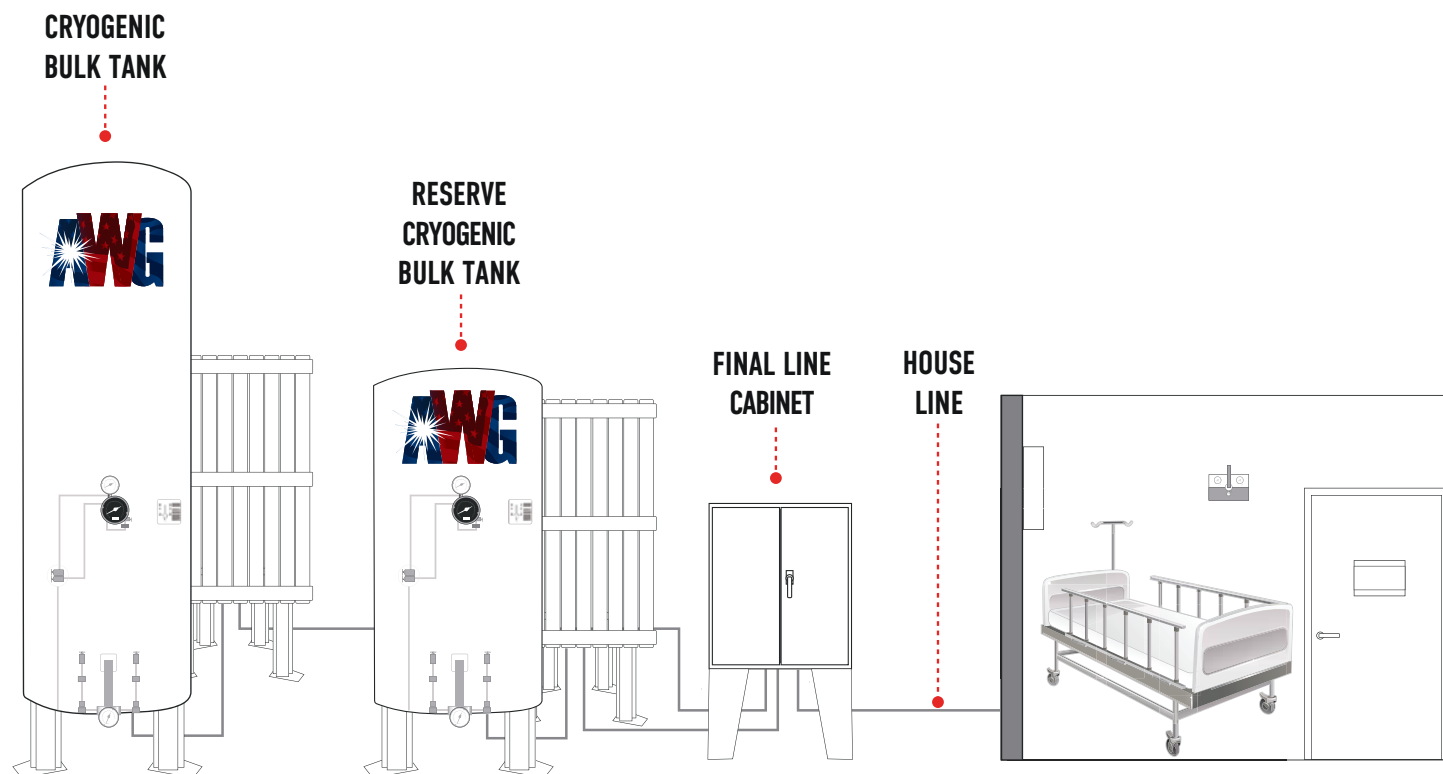 CRYOGENIC
BULK TANK
AWG
RESERVE
CRYOGENIC
BULK TANK
AWG
FINAL LINE
CABINET
HOUSE
LINE